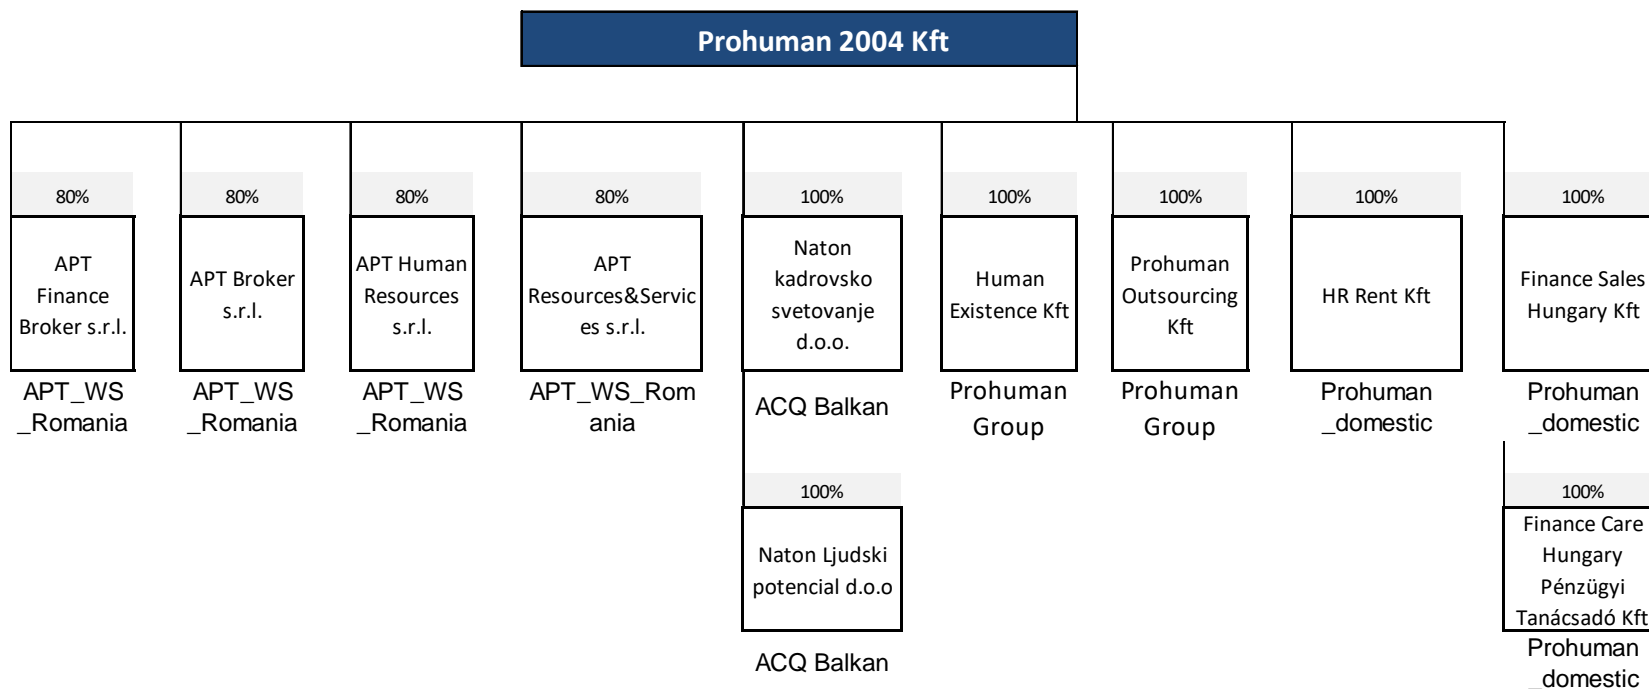 Prohuman 2004 Kft
80%
80%
80%
80%
100%
100%
100%
100%
100%
APT
Finance
Broker s.r.l.
APT Broker
s.r.l.
APT Human
Resources
s.r.l.
APT
Resources&Servic
es s.r.l.
Naton
kadrovsko
svetovanje
d.o.o.
Human
Existence Kft
Prohuman
Outsourcing
Kft
HR Rent Kft
Finance Sales
Hungary Kft
APT_WS
_Romania
APT_WS
_Romania
APT_WS
_Romania
APT_WS_Rom
ania
ACQ Balkan
Prohuman
Group
Prohuman
Group
Prohuman
_domestic
Prohuman
_domestic
100%
100%
Naton Ljudski
potencial d.o.o
Finance Care
Hungary
Pénzügyi
Tanácsadó Kft
ACQ Balkan
Prohuman
_domestic